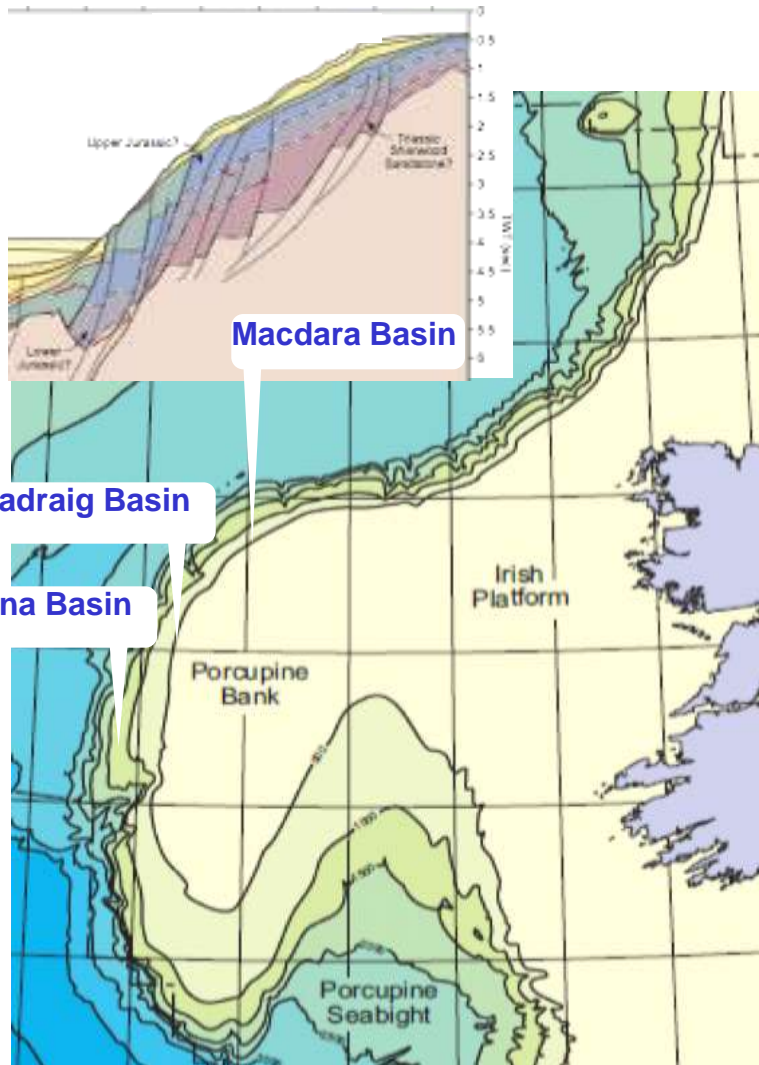 0
0.5
1
1.5
2
2.5
3
3.5
4
4.5
5
5.5
6
Upper Jurassic?
Triassic
Sherwood
Sandstone?
Lower
Jurassic?
Macdara Basin
adraig Basin
na Basin
Irish
Platform
Porcupine
Bank
Porcupine
Seabight